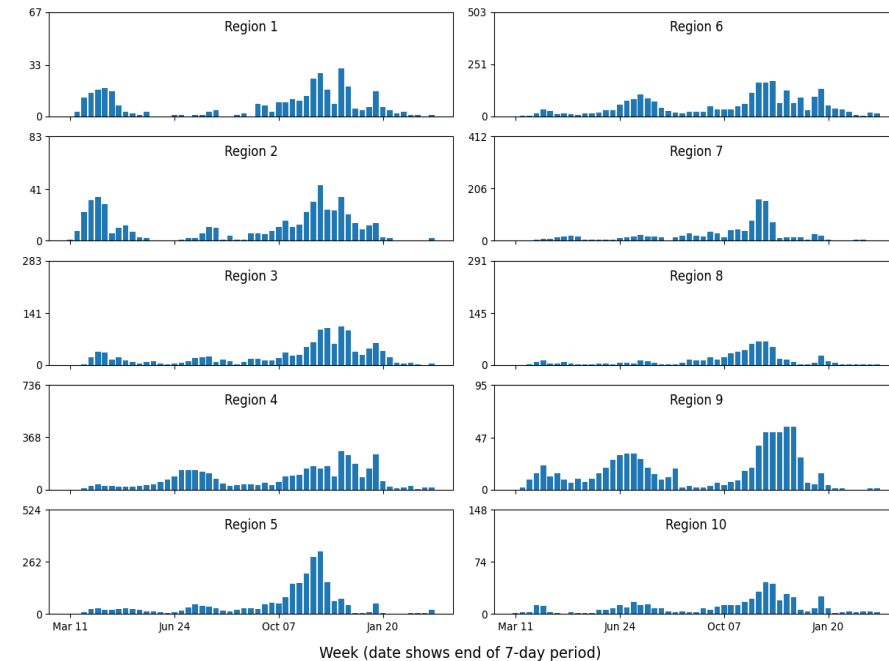 67
33
0
Region 1
503
251
0
Region 6
83
41
0
Region 2
412
206
0
Region 7
283
141
0
Region 3
291
145
0
Region 8
736
368
0
Region 4
95
47
0
Region 9
524
262
0
Region 5
Mar 11 Jun 24 Oct 07 Jan 20
148
74
0
Region 10
Mar 11 Jun 24 Oct 07 Jan 20
Week (date shows end of 7-day period)